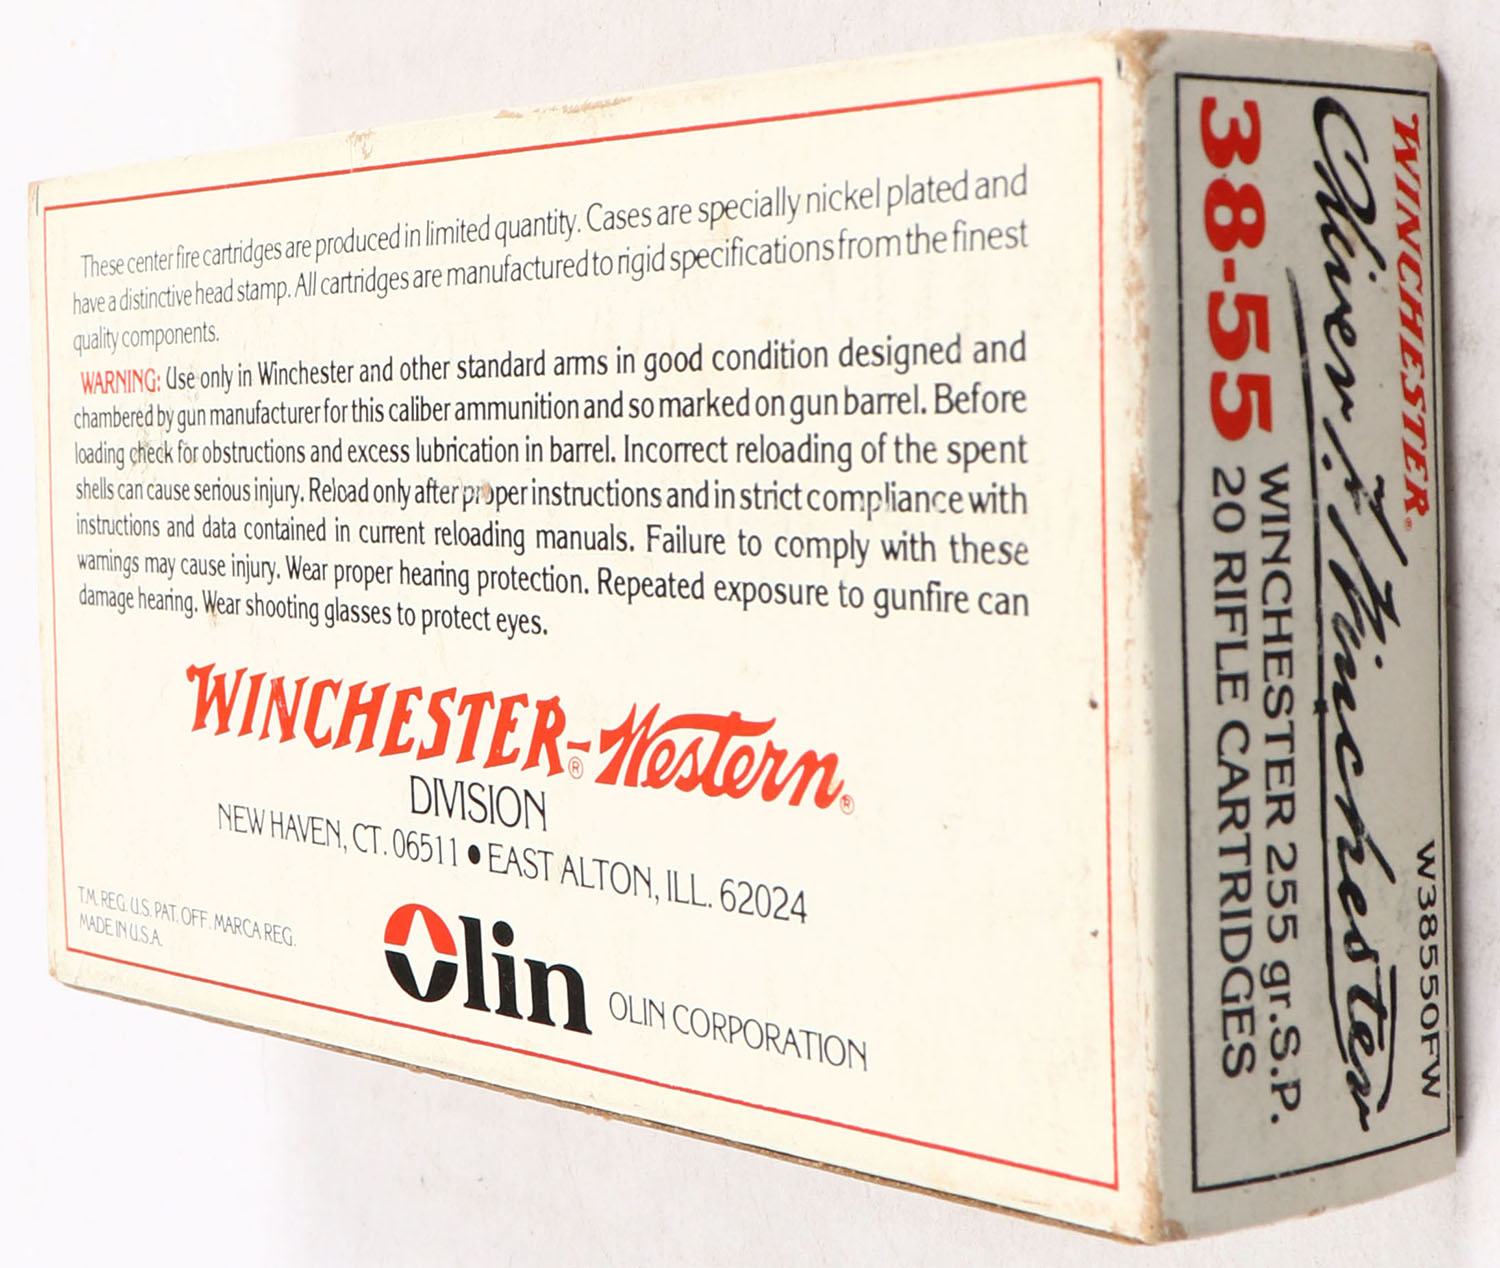 These center fire cartridges are produced in limited quantity. Cases are specially nickel plated and
have a distinctive head stamp. All cartridges are manufactured to rigid specifications from the finest
quality components.
WARNING: Use only in Winchester and other standard arms in good condition designed and
chambered by gun manufacturer for this caliber ammunition and so marked on gun barrel. Before
loading check for obstructions and excess lubrication in barrel. Incorrect reloading of the spent
shells can cause serious injury. Reload only after proper instructions and in strict compliance with
instructions and data contained in current reloading manuals. Failure to comply with these
warnings may cause injury. Wear proper hearing protection. Repeated exposure to gunfire can
damage hearing. Wear shooting glasses to protect eyes.
WINCHESTER®-Western®
DIVISION
NEW HAVEN, CT. 06511 ● EAST ALTON, ILL. 62024
T.M. REG. U.S. PAT. OFF. MARCA REG.
MADE IN U.S.A.
Olin OLIN CORPORATION
WINCHESTER® W38550FW
Oliver F. Winchester
38-55 WINCHESTER 255 gr. S.P.
20 RIFLE CARTRIDGES